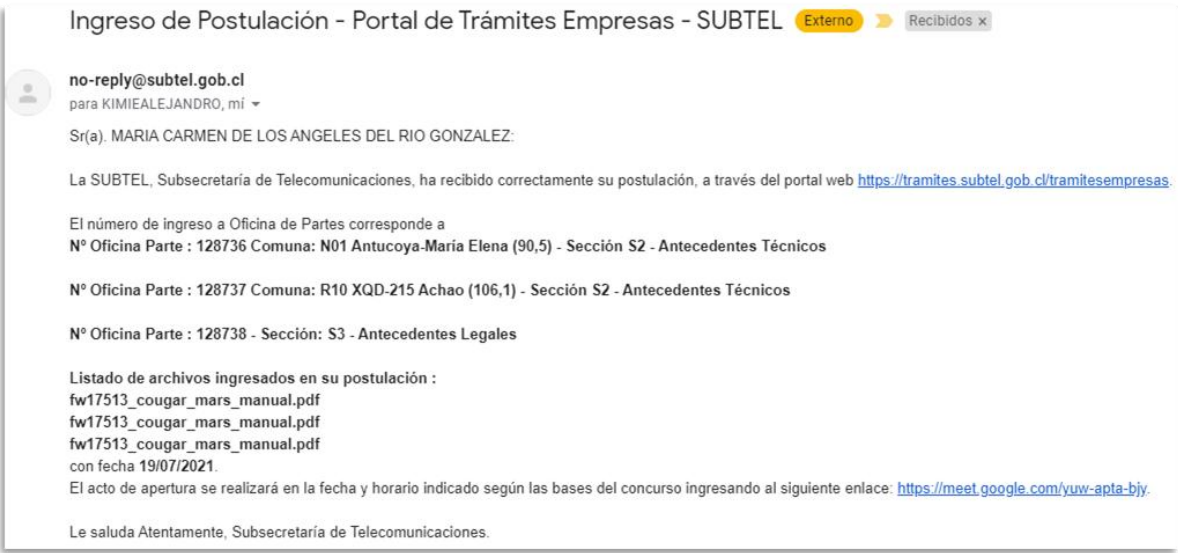 Ingreso de Postulación - Portal de Trámites Empresas - SUBTEL Externo Recibidos x
no-reply@subtel.gob.cl
para KIMIEALEJANDRO, mí
Sr(a). MARIA CARMEN DE LOS ANGELES DEL RIO GONZALEZ:
La SUBTEL, Subsecretaría de Telecomunicaciones, ha recibido correctamente su postulación, a través del portal web https://tramites.subtel.gob.cl/tramitesempresas.
El número de ingreso a Oficina de Partes corresponde a
Nº Oficina Parte : 128736 Comuna: N01 Antucoya-María Elena (90,5) - Sección S2 - Antecedentes Técnicos
Nº Oficina Parte : 128737 Comuna: R10 XQD-215 Achao (106,1) - Sección S2 - Antecedentes Técnicos
Nº Oficina Parte : 128738 - Sección: S3 - Antecedentes Legales
Listado de archivos ingresados en su postulación :
fw17513_cougar_mars_manual.pdf
fw17513_cougar_mars_manual.pdf
fw17513_cougar_mars_manual.pdf
con fecha 19/07/2021.
El acto de apertura se realizará en la fecha y horario indicado según las bases del concurso ingresando al siguiente enlace: https://meet.google.com/yuw-apta-bjy.
Le saluda Atentamente, Subsecretaría de Telecomunicaciones.